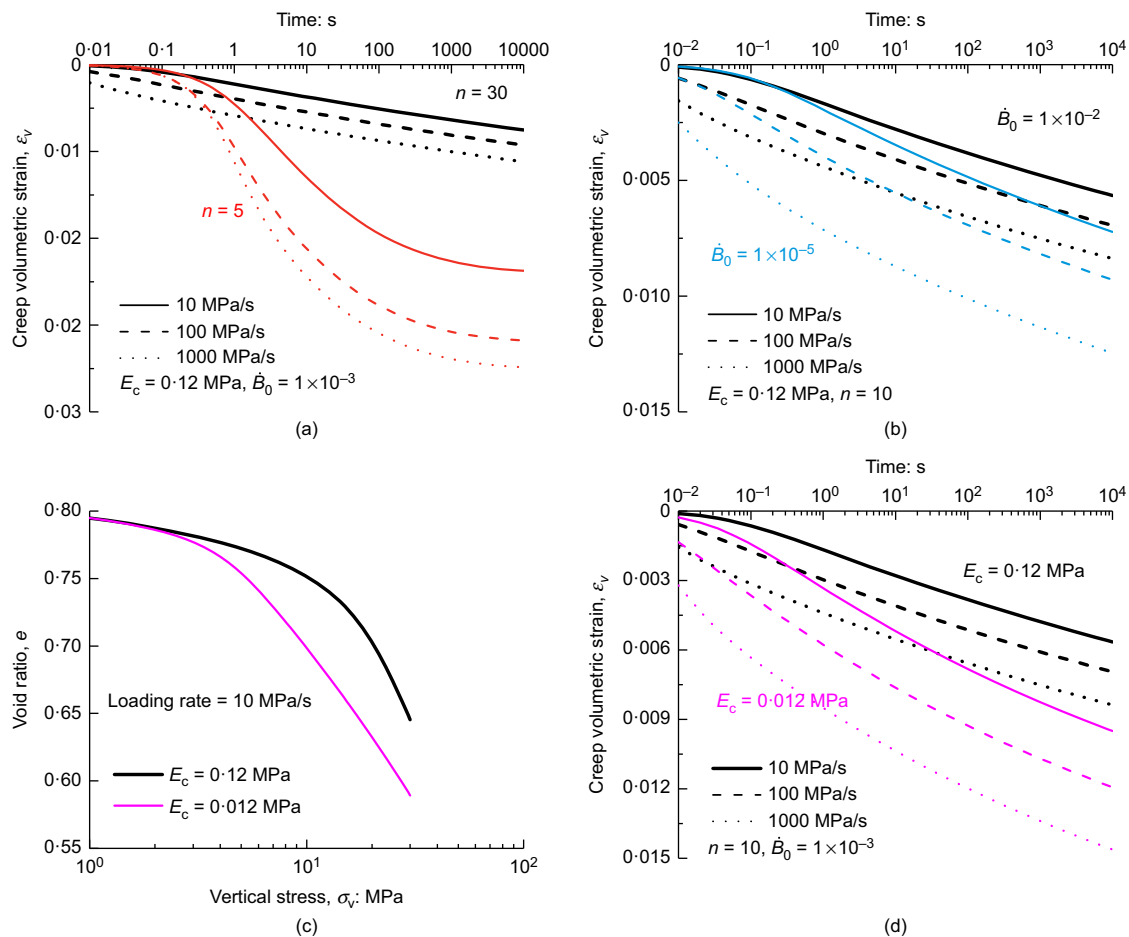 Time: s
0·01 0·1 1 10 100 1000 10000
0
0·01
0·02
0·02
0·03
Creep volumetric strain, εᵥ
n = 30
n = 5
10 MPa/s
100 MPa/s
1000 MPa/s
E_c = 0·12 MPa, Ḃ₀ = 1×10⁻³
(a)
Time: s
10⁻² 10⁻¹ 10⁰ 10¹ 10² 10³ 10⁴
0
0·005
0·010
0·015
Creep volumetric strain, εᵥ
Ḃ₀ = 1×10⁻²
Ḃ₀ = 1×10⁻⁵
10 MPa/s
100 MPa/s
1000 MPa/s
E_c = 0·12 MPa, n = 10
(b)
0·80
0·75
0·70
0·65
0·60
0·55
Void ratio, e
Loading rate = 10 MPa/s
E_c = 0·12 MPa
E_c = 0·012 MPa
10⁰ 10¹ 10²
Vertical stress, σᵥ: MPa
(c)
Time: s
10⁻² 10⁻¹ 10⁰ 10¹ 10² 10³ 10⁴
0
0·003
0·006
0·009
0·012
0·015
Creep volumetric strain, εᵥ
E_c = 0·12 MPa
E_c = 0·012 MPa
10 MPa/s
100 MPa/s
1000 MPa/s
n = 10, Ḃ₀ = 1×10⁻³
(d)